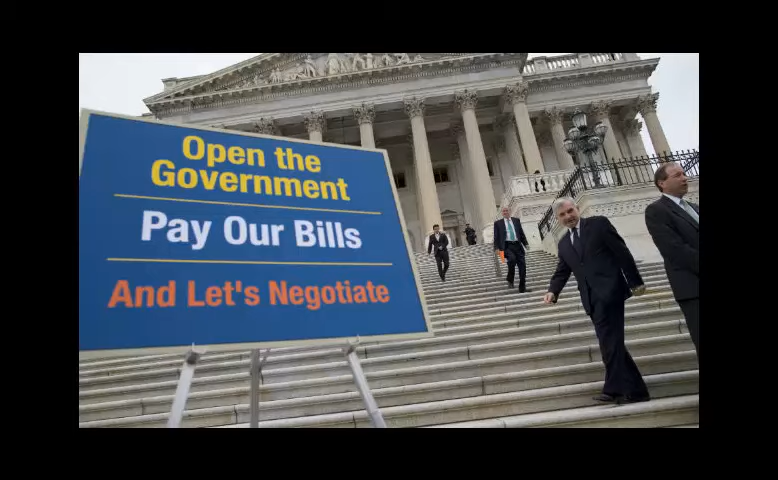 Open the
Government
Pay Our Bills
And Let's Negotiate